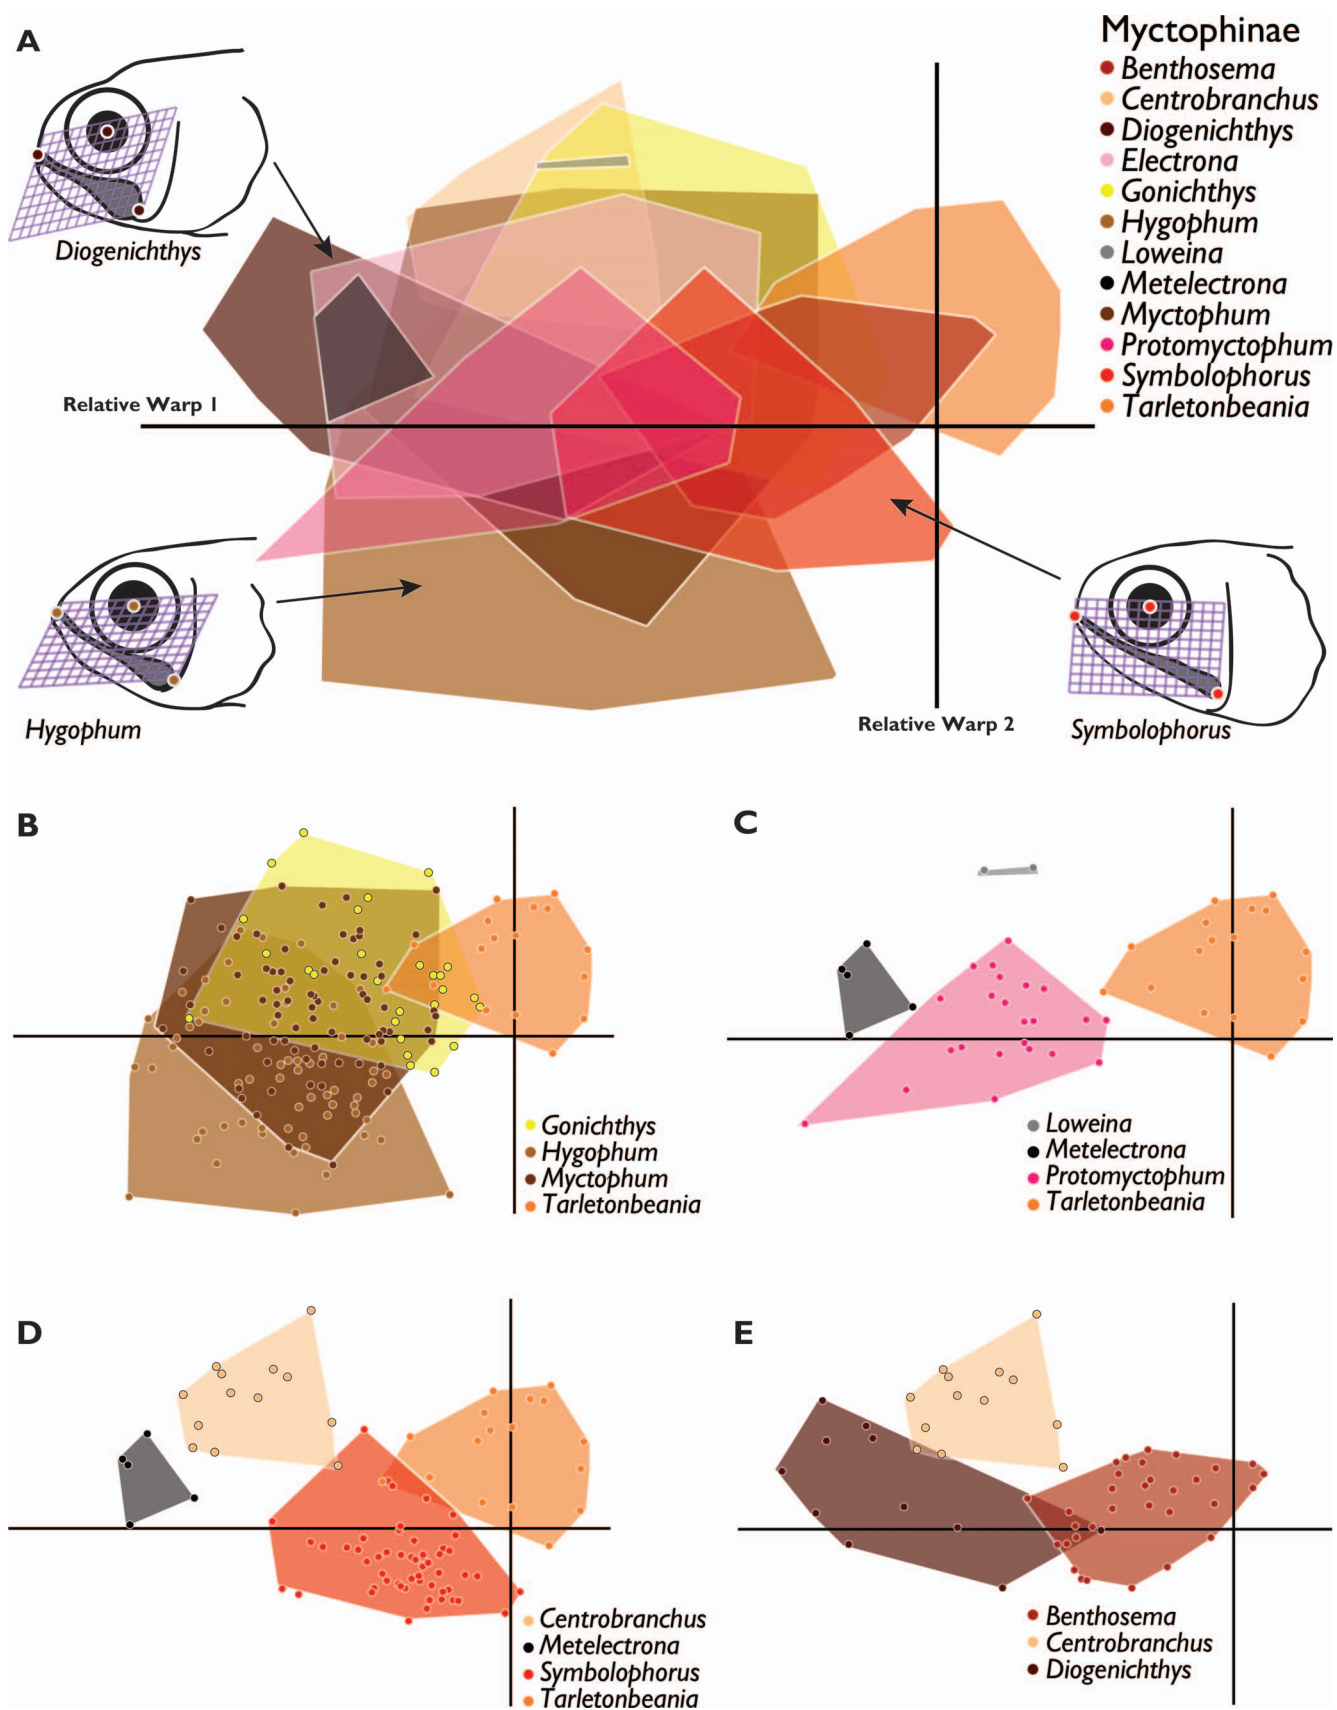 A
Myctophinae
Benthosema
Centrobranchus
Diogenichthys
Electrona
Gonichthys
Hygophum
Loweina
Metelectrona
Myctophum
Protomyctophum
Symbolophorus
Tarletonbeania
Diogenichthys
Relative Warp 1
Hygophum
Relative Warp 2
Symbolophorus
B
Gonichthys
Hygophum
Myctophum
Tarletonbeania
C
Loweina
Metelectrona
Protomyctophum
Tarletonbeania
D
Centrobranchus
Metelectrona
Symbolophorus
Tarletonbeania
E
Benthosema
Centrobranchus
Diogenichthys